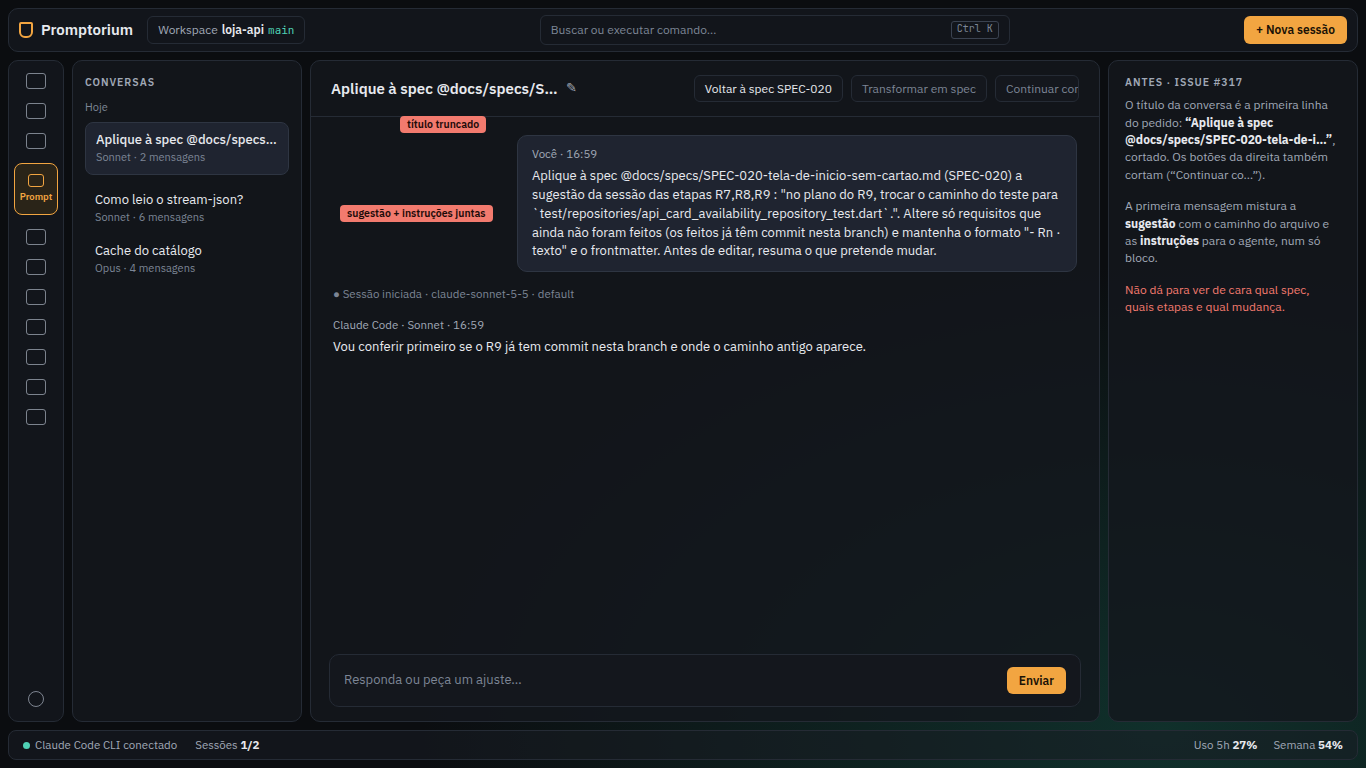 Promptorium
Workspace loja-api main
Buscar ou executar comando...
Ctrl K
+ Nova sessão
Prompt
CONVERSAS
Hoje
Aplique à spec @docs/specs...
Sonnet · 2 mensagens
Como leio o stream-json?
Sonnet · 6 mensagens
Cache do catálogo
Opus · 4 mensagens
Aplique à spec @docs/specs/S... ✎
Voltar à spec SPEC-020
Transformar em spec
Continuar cor
título truncado
sugestão + instruções juntas
Você · 16:59
Aplique à spec @docs/specs/SPEC-020-tela-de-inicio-sem-cartao.md (SPEC-020) a
sugestão da sessão das etapas R7,R8,R9 : "no plano do R9, trocar o caminho do teste para
`test/repositories/api_card_availability_repository_test.dart`.". Altere só requisitos que
ainda não foram feitos (os feitos já têm commit nesta branch) e mantenha o formato "- Rn ·
texto" e o frontmatter. Antes de editar, resuma o que pretende mudar.
● Sessão iniciada · claude-sonnet-5-5 · default
Claude Code · Sonnet · 16:59
Vou conferir primeiro se o R9 já tem commit nesta branch e onde o caminho antigo aparece.
Responda ou peça um ajuste...
Enviar
ANTES · ISSUE #317
O título da conversa é a primeira linha
do pedido: “Aplique à spec
@docs/specs/SPEC-020-tela-de-i...”,
cortado. Os botões da direita também
cortam (“Continuar co...”).
A primeira mensagem mistura a
sugestão com o caminho do arquivo e
as instruções para o agente, num só
bloco.
Não dá para ver de cara qual spec,
quais etapas e qual mudança.
Claude Code CLI conectado
Sessões 1/2
Uso 5h 27%
Semana 54%